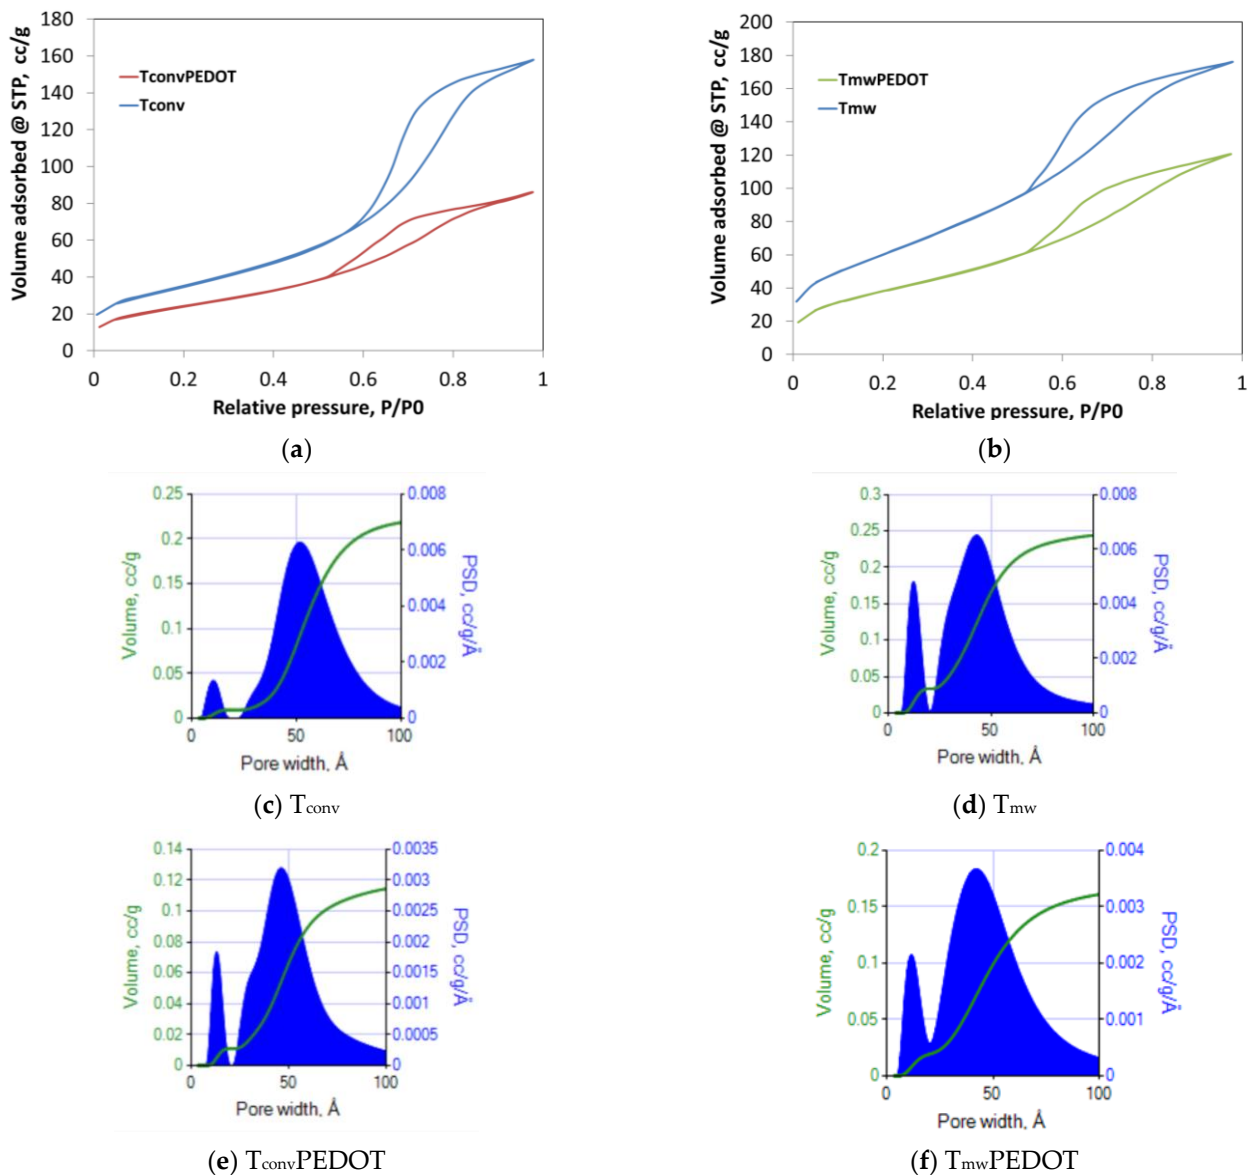 180
160
140
120
100
80
60
40
20
0
Volume adsorbed @ STP, cc/g
TconvPEDOT
Tconv
0 0.2 0.4 0.6 0.8 1
Relative pressure, P/P0
(a)
200
180
160
140
120
100
80
60
40
20
0
Volume adsorbed @ STP, cc/g
TmwPEDOT
Tmw
0 0.2 0.4 0.6 0.8 1
Relative pressure, P/P0
(b)
0.25
0.2
0.15
0.1
0.05
0
Volume, cc/g
0.008
0.006
0.004
0.002
0
PSD, cc/g/Å
0 50 100
Pore width, Å
(c) Tconv
0.3
0.25
0.2
0.15
0.1
0.05
0
Volume, cc/g
0.008
0.006
0.004
0.002
0
PSD, cc/g/Å
0 50 100
Pore width, Å
(d) Tmw
0.14
0.12
0.1
0.08
0.06
0.04
0.02
0
Volume, cc/g
0.0035
0.003
0.0025
0.002
0.0015
0.001
0.0005
0
PSD, cc/g/Å
0 50 100
Pore width, Å
(e) TconvPEDOT
0.2
0.15
0.1
0.05
0
Volume, cc/g
0.004
0.003
0.002
0.001
0
PSD, cc/g/Å
0 50 100
Pore width, Å
(f) TmwPEDOT